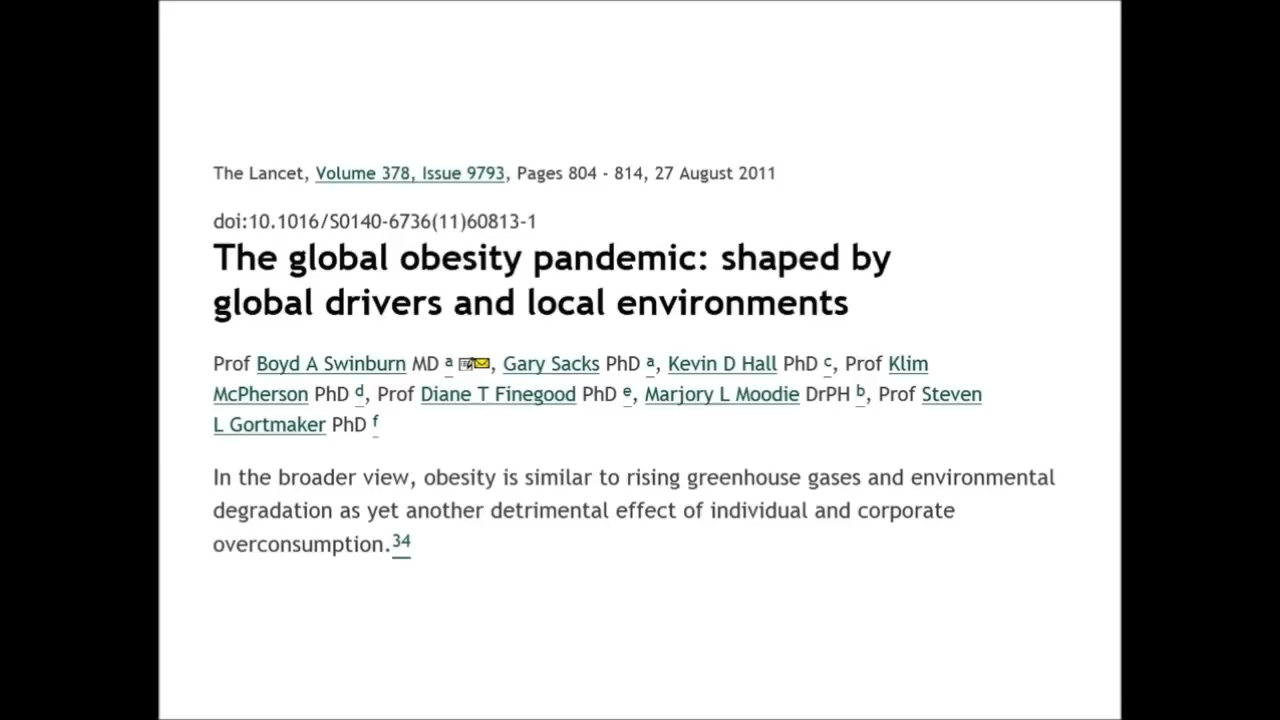 The Lancet, Volume 378, Issue 9793, Pages 804 - 814, 27 August 2011
doi:10.1016/S0140-6736(11)60813-1
The global obesity pandemic: shaped by
global drivers and local environments
Prof Boyd A Swinburn MD a, Gary Sacks PhD a, Kevin D Hall PhD c, Prof Klim
McPherson PhD d, Prof Diane T Finegood PhD e, Marjory L Moodie DrPH b, Prof Steven
L Gortmaker PhD f
In the broader view, obesity is similar to rising greenhouse gases and environmental
degradation as yet another detrimental effect of individual and corporate
overconsumption.34